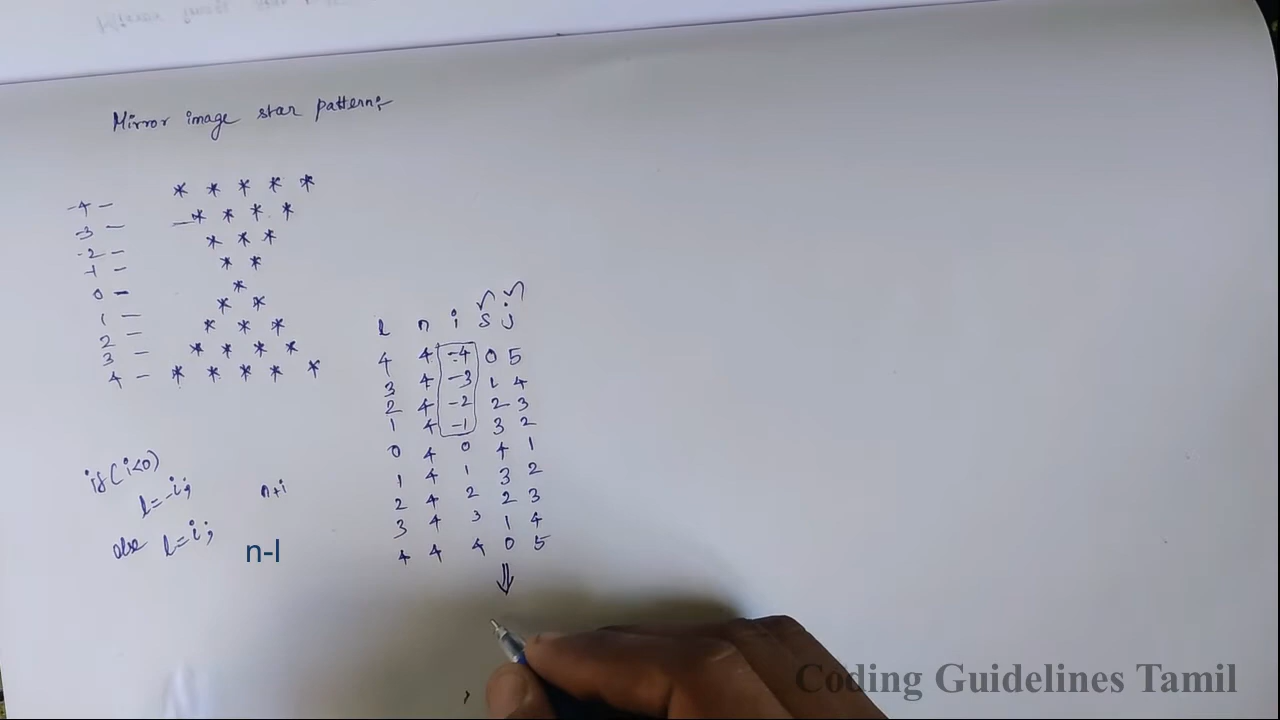 Mirror image star pattern:
-4 - * * * * *
-3 - - * * * *
-2 - * * *
-1 - * *
0 - *
1 - * *
2 - * * *
3 - * * * *
4 - * * * * *
l n i s j
4 4 -4 0 5
3 4 -3 1 4
2 4 -2 2 3
1 4 -1 3 2
0 4 0 4 1
1 4 1 3 2
2 4 2 2 3
3 4 3 1 4
4 4 4 0 5
if(i<0)
l=-i;
else l=i;
n+i
n-l
Coding Guidelines Tamil